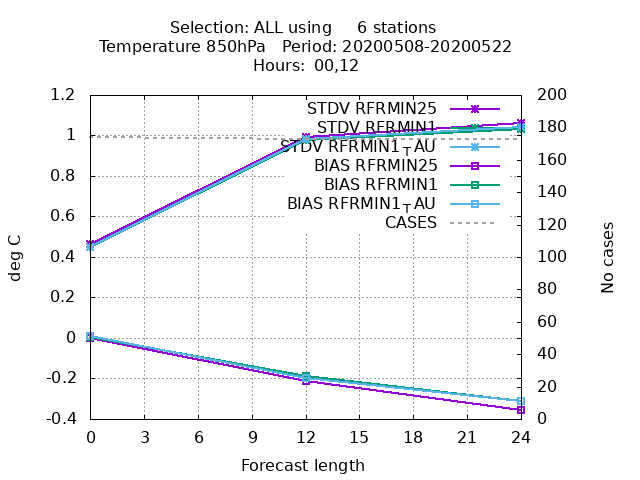 Selection: ALL using     6 stations
Temperature 850hPa   Period: 20200508-20200522
Hours:  00,12
1.2
1
0.8
0.6
0.4
0.2
0
-0.2
-0.4
deg C
200
180
160
140
120
100
80
60
40
20
0
No cases
STDV RFRMIN25
STDV RFRMIN1
STDV RFRMIN1TAU
BIAS RFRMIN25
BIAS RFRMIN1
BIAS RFRMIN1TAU
CASES
0 3 6 9 12 15 18 21 24
Forecast length